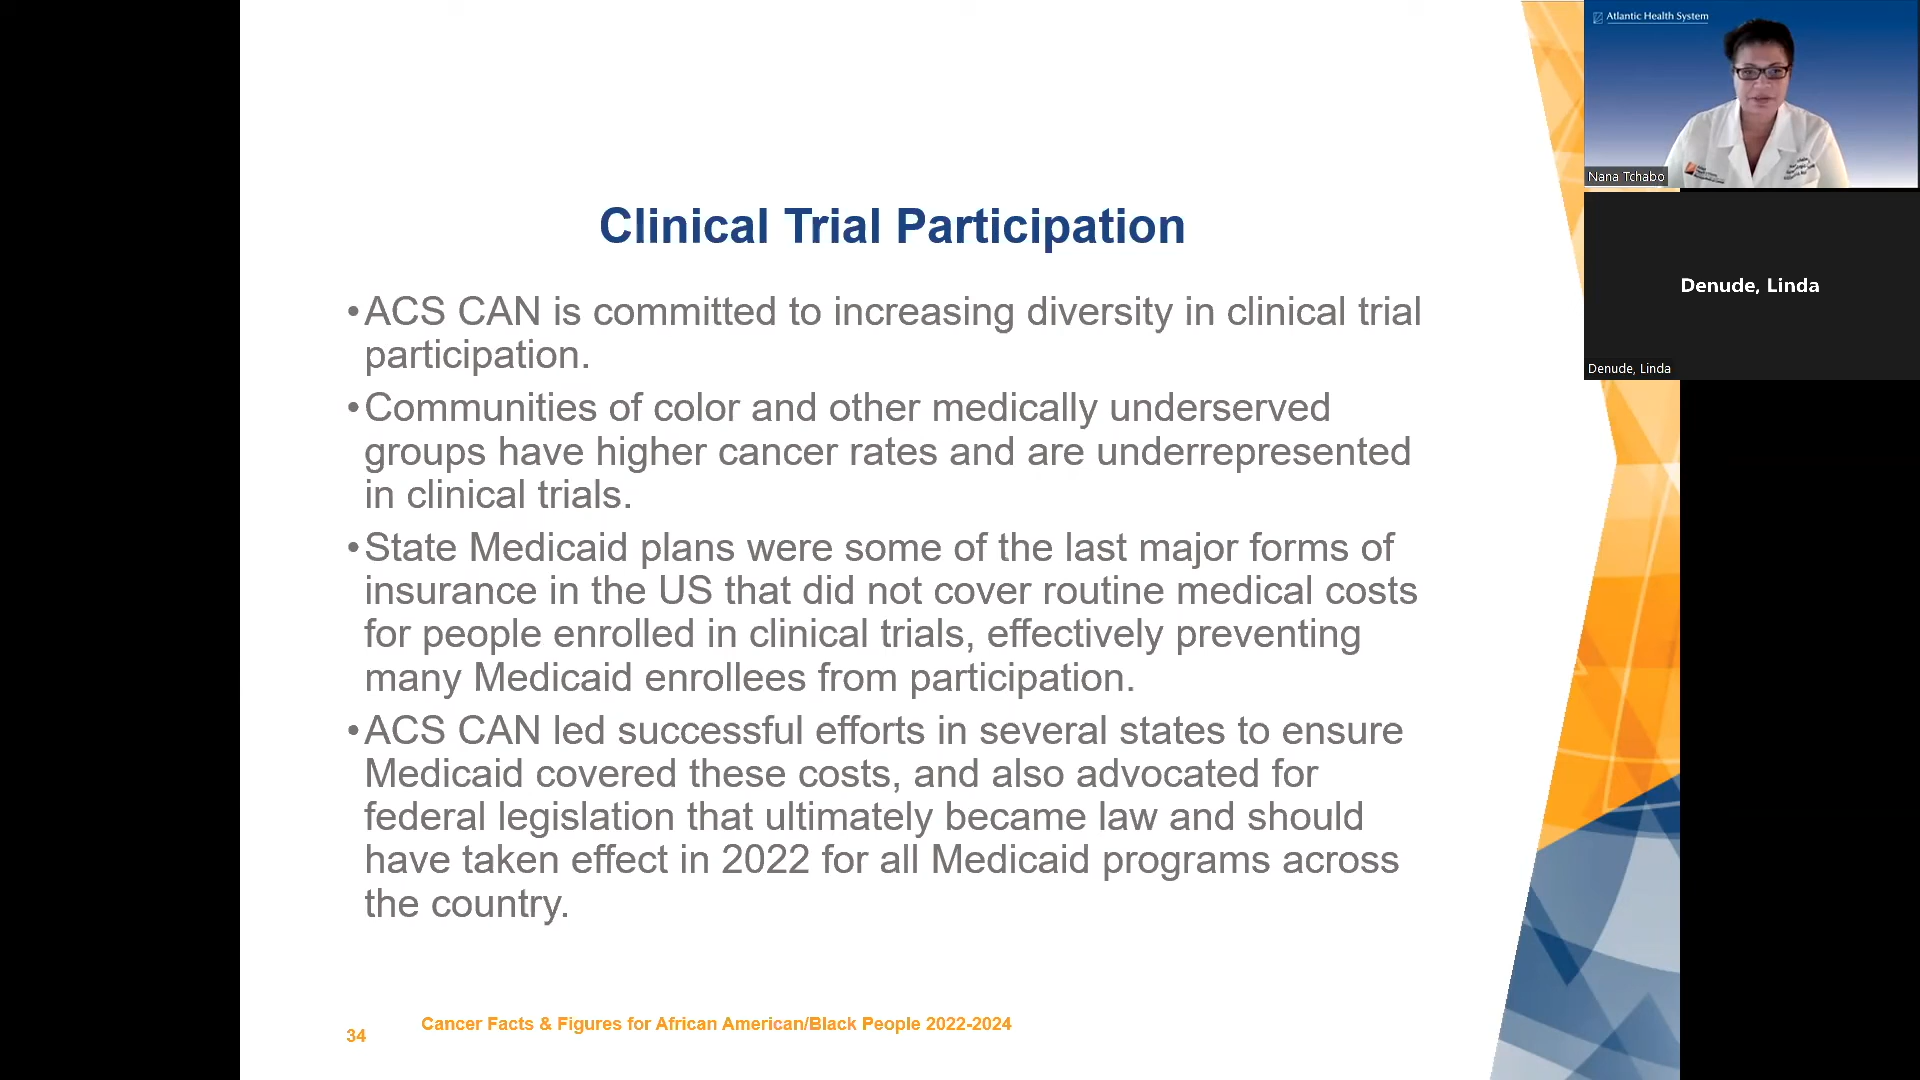 Clinical Trial Participation
•ACS CAN is committed to increasing diversity in clinical trial
participation.
•Communities of color and other medically underserved
groups have higher cancer rates and are underrepresented
in clinical trials.
•State Medicaid plans were some of the last major forms of
insurance in the US that did not cover routine medical costs
for people enrolled in clinical trials, effectively preventing
many Medicaid enrollees from participation.
•ACS CAN led successful efforts in several states to ensure
Medicaid covered these costs, and also advocated for
federal legislation that ultimately became law and should
have taken effect in 2022 for all Medicaid programs across
the country.
34
Cancer Facts & Figures for African American/Black People 2022-2024
Atlantic Health System
Nana Tchabo
Denude, Linda
Denude, Linda